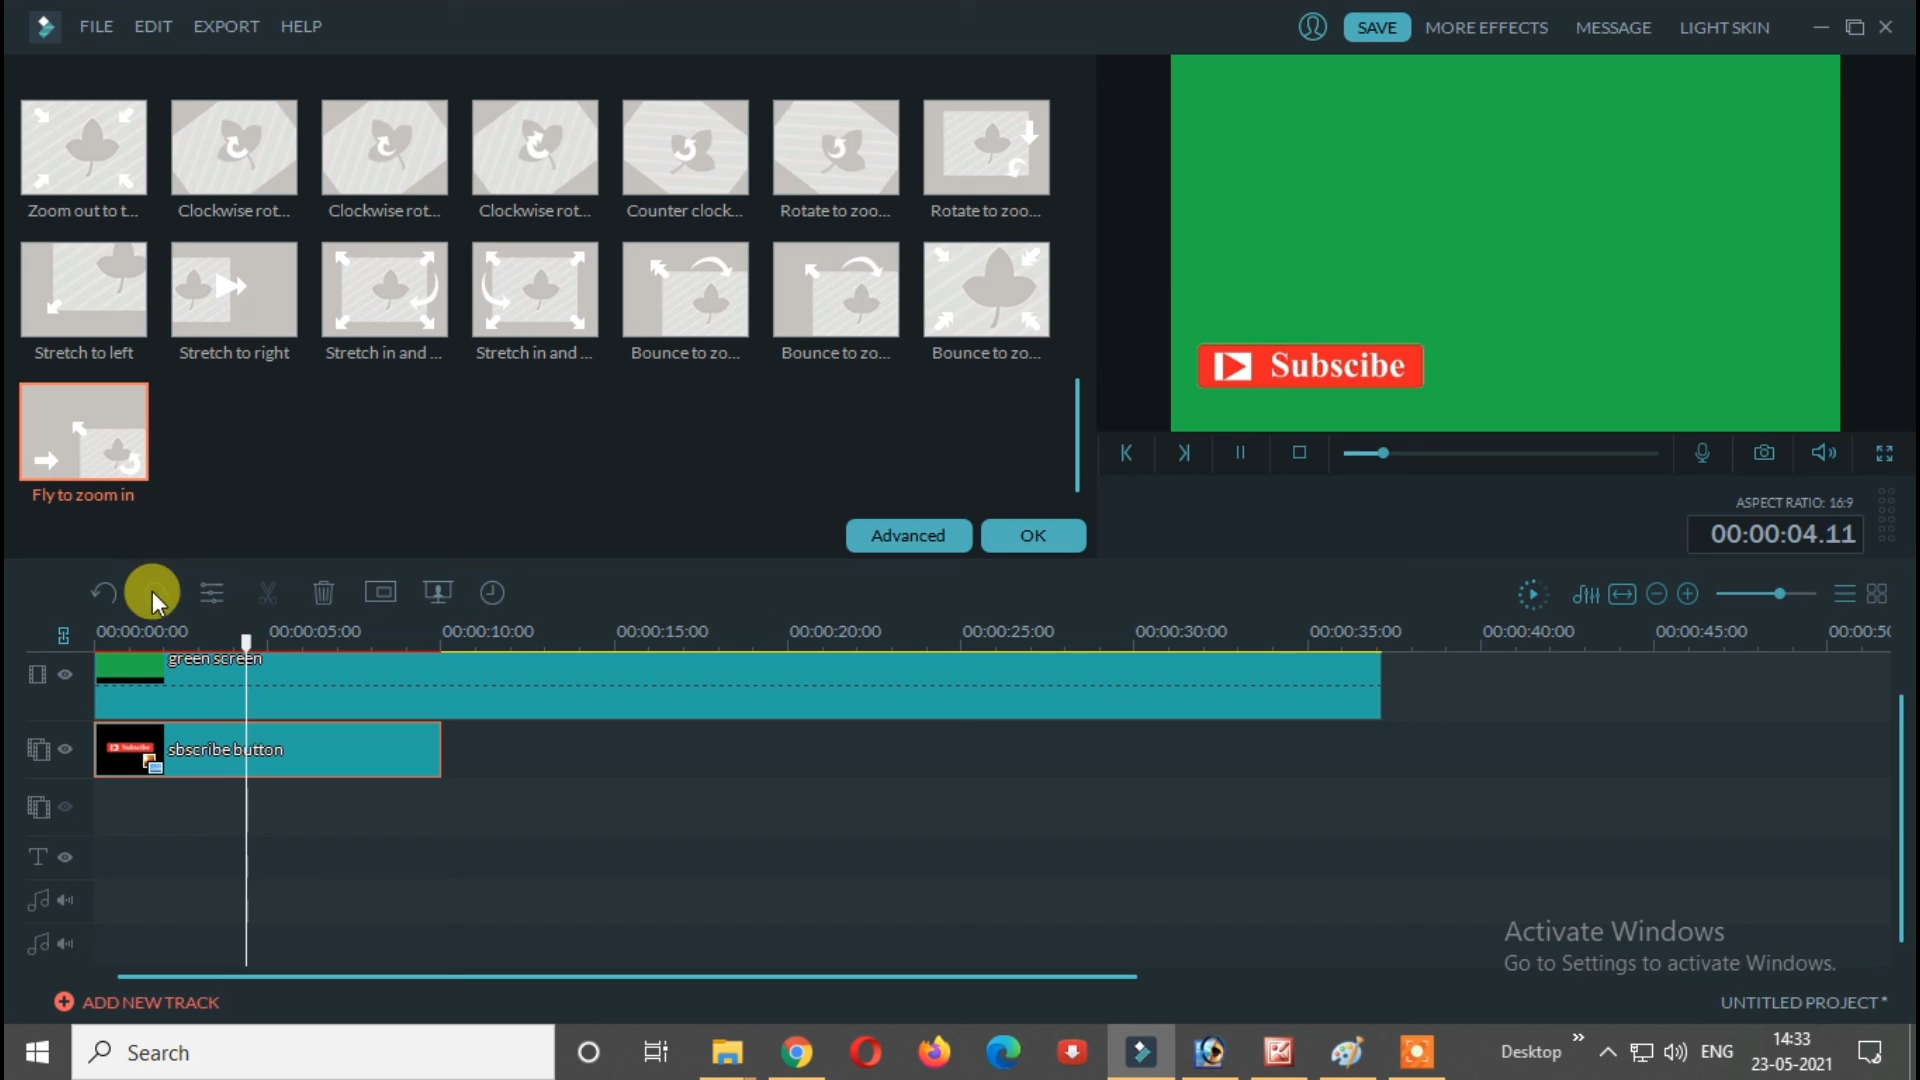 FILE EDIT EXPORT HELP
SAVE MORE EFFECTS MESSAGE LIGHT SKIN
Zoom out to t... Clockwise rot... Clockwise rot... Clockwise rot... Counter clock... Rotate to zoo... Rotate to zoo...
Stretch to left Stretch to right Stretch in and ... Stretch in and ... Bounce to zo... Bounce to zo... Bounce to zo...
Subscibe
Fly to zoom in
ASPECT RATIO: 16:9
Advanced OK
00:00:04.11
00:00:00:00 00:00:05:00 00:00:10:00 00:00:15:00 00:00:20:00 00:00:25:00 00:00:30:00 00:00:35:00 00:00:40:00 00:00:45:00 00:00:50
green screen
sbscribe button
T
Activate Windows
Go to Settings to activate Windows.
ADD NEW TRACK
UNTITLED PROJECT *
Search
Desktop » ENG
14:33
23-05-2021